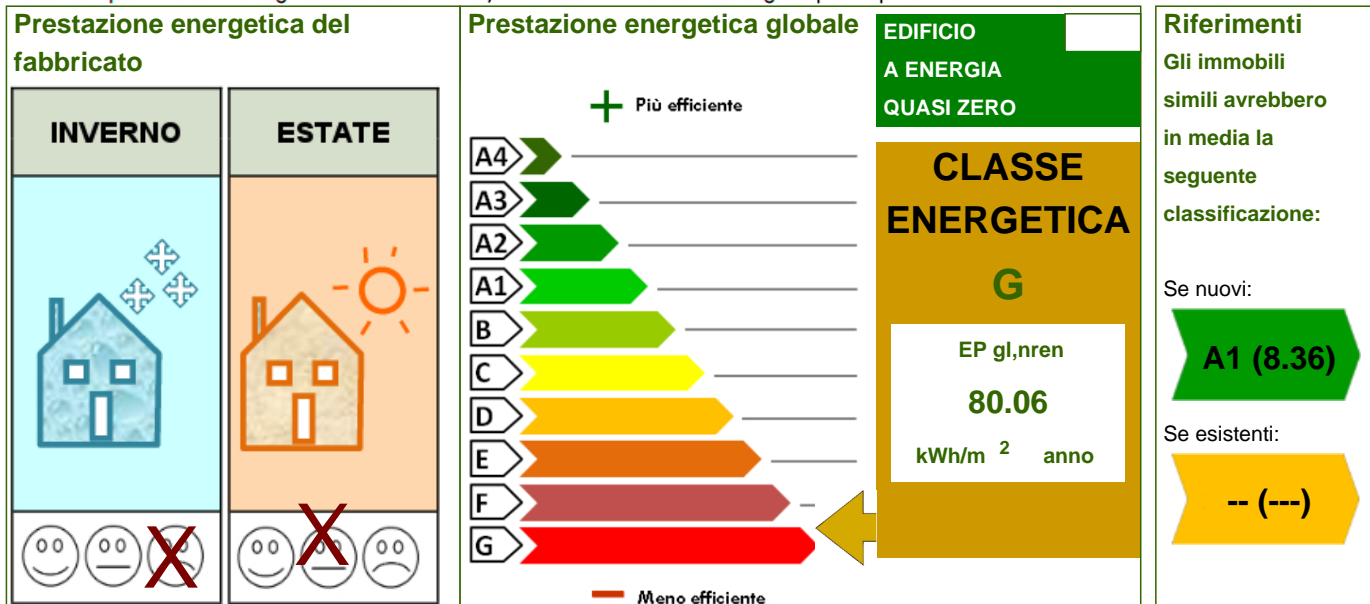 Prestazione energetica del
fabbricato
INVERNO
ESTATE
Prestazione energetica globale
Più efficiente
A4
A3
A2
A1
B
C
D
E
F
G
Meno efficiente
EDIFICIO
A ENERGIA
QUASI ZERO
CLASSE
ENERGETICA
G
EP gl,nren
80.06
kWh/m 2 anno
Riferimenti
Gli immobili
simili avrebbero
in media la
seguente
classificazione:
Se nuovi:
A1 (8.36)
Se esistenti:
-- (---)